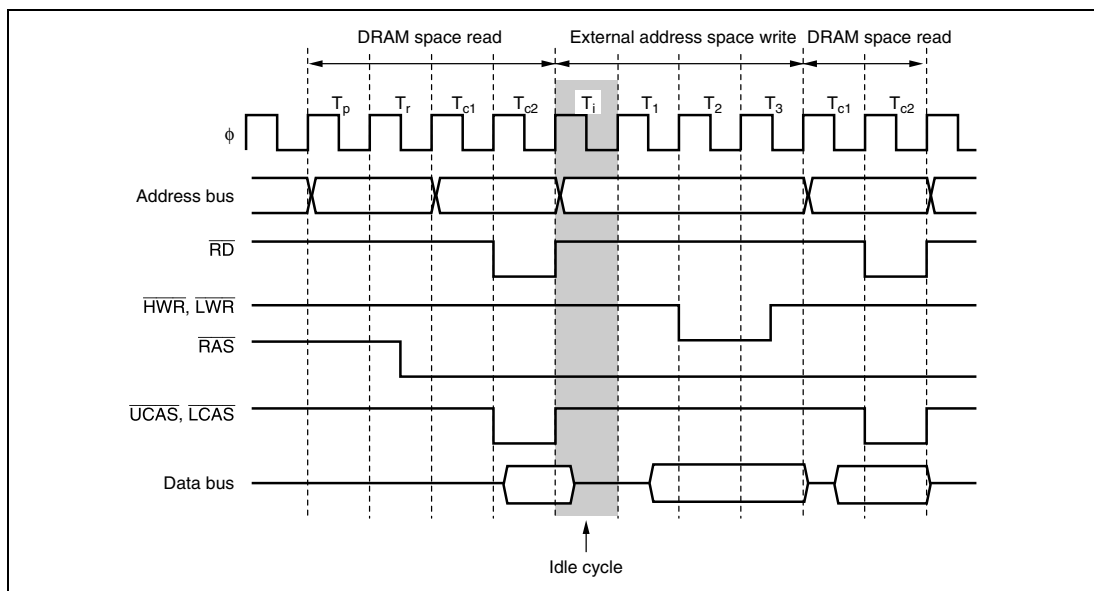 DRAM space read External address space write DRAM space read
Tp Tr Tc1 Tc2 Ti T1 T2 T3 Tc1 Tc2
ϕ
Address bus
RD
HWR, LWR
RAS
UCAS, LCAS
Data bus
Idle cycle